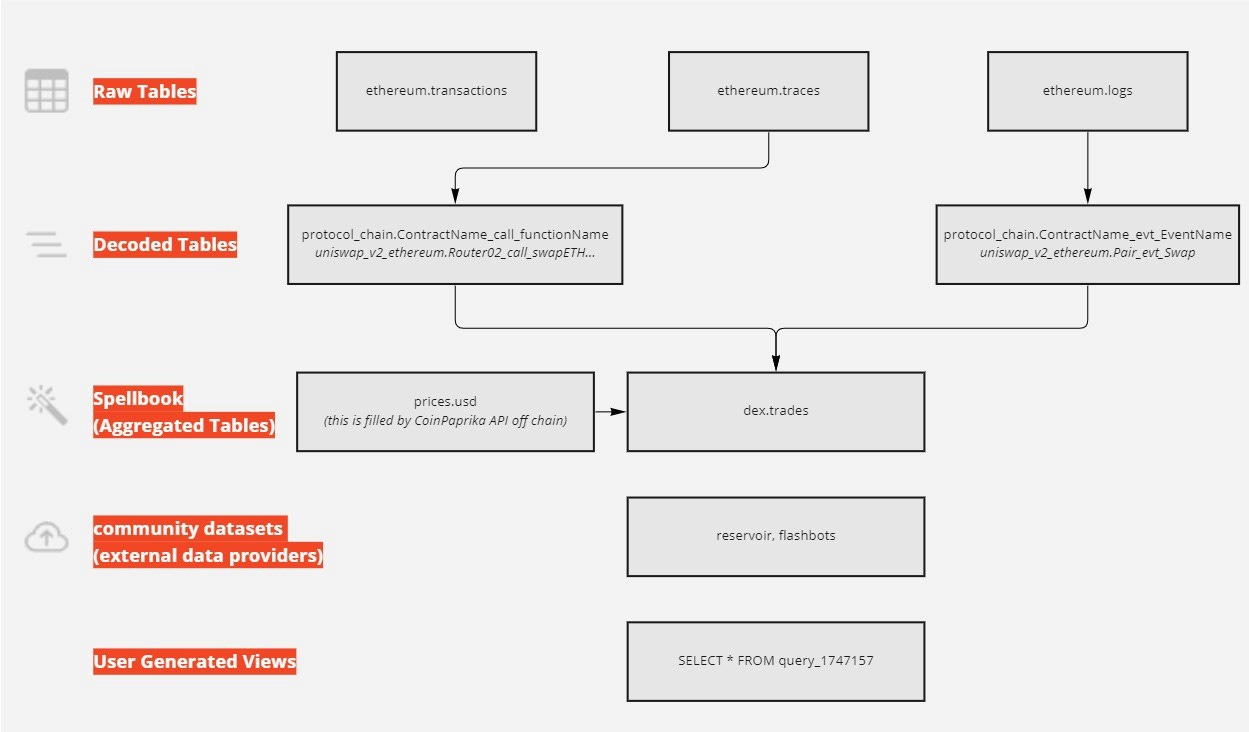 Raw Tables
ethereum.transactions
ethereum.traces
ethereum.logs
Decoded Tables
protocol_chain.ContractName_call_functionName
uniswap_v2_ethereum.Router02_call_swapETH...
protocol_chain.ContractName_evt_EventName
uniswap_v2_ethereum.Pair_evt_Swap
Spellbook
(Aggregated Tables)
prices.usd
(this is filled by CoinPaprika API off chain)
dex.trades
community datasets
(external data providers)
reservoir, flashbots
User Generated Views
SELECT * FROM query_1747157